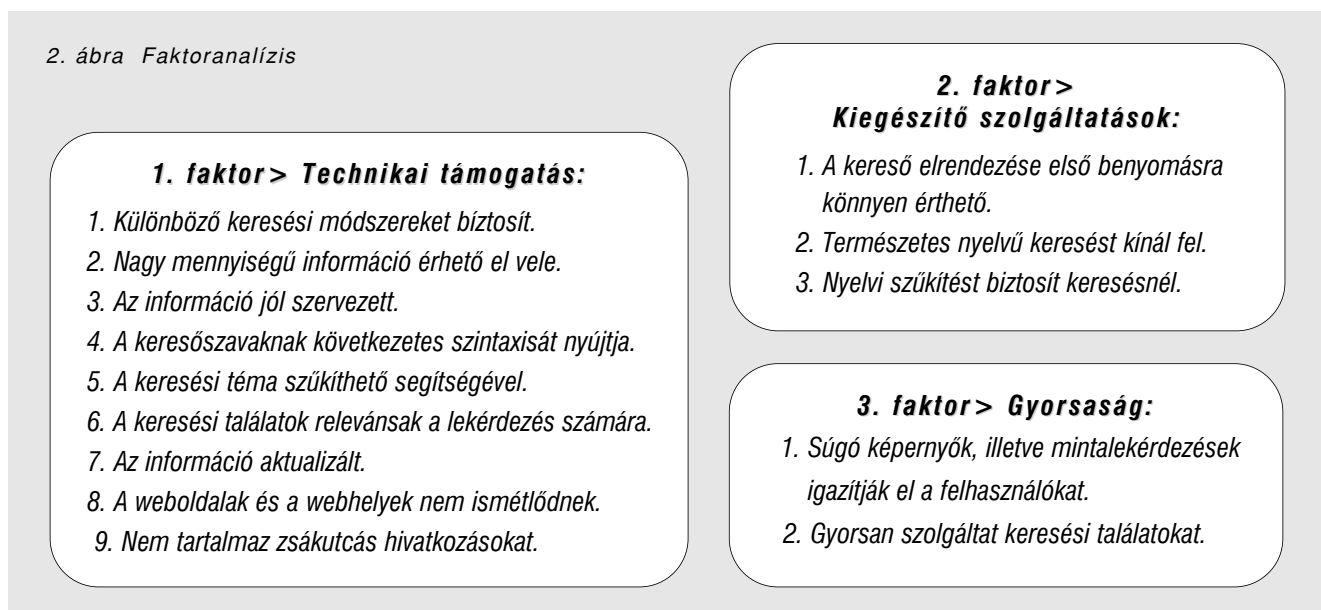 2. ábra Faktoranalízis
1. faktor> Technikai támogatás:
1. Különböző keresési módszereket bíztosít.
2. Nagy mennyiségű információ érhető el vele.
3. Az információ jól szervezett.
4. A keresőszavaknak következetes szintaxisát nyújtja.
5. A keresési téma szűkíthető segítségével.
6. A keresési találatok relevánsak a lekérdezés számára.
7. Az információ aktualizált.
8. A weboldalak és a webhelyek nem ismétlődnek.
9. Nem tartalmaz zsákutcás hivatkozásokat.
2. faktor>
Kiegészítő szolgáltatások:
1. A kereső elrendezése első benyomásra
könnyen érthető.
2. Természetes nyelvű keresést kínál fel.
3. Nyelvi szűkítést biztosít keresésnél.
3. faktor> Gyorsaság:
1. Súgó képernyők, illetve mintalekérdezések
igazítják el a felhasználókat.
2. Gyorsan szolgáltat keresési találatokat.